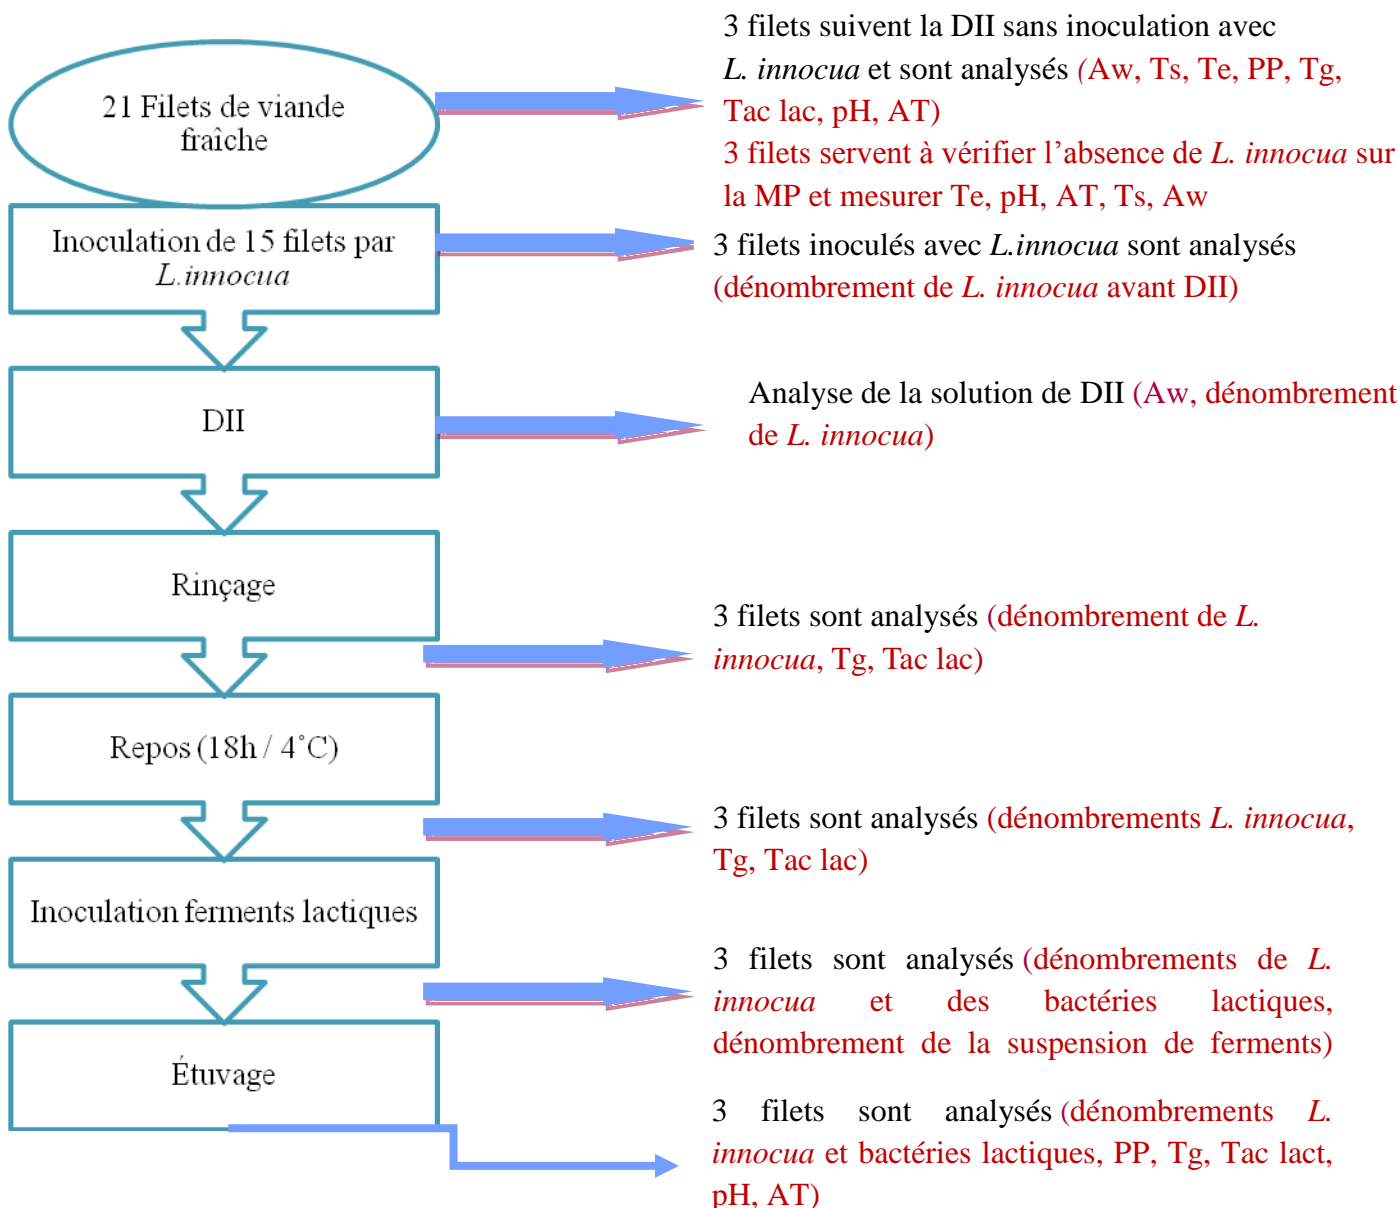 21 Filets de viande
fraîche
3 filets suivent la DII sans inoculation avec
L. innocua et sont analysés (Aw, Ts, Te, PP, Tg,
Tac lac, pH, AT)
3 filets servent à vérifier l’absence de L. innocua sur
la MP et mesurer Te, pH, AT, Ts, Aw
Inoculation de 15 filets par
L.innocua
3 filets inoculés avec L.innocua sont analysés
(dénombrement de L. innocua avant DII)
DII
Analyse de la solution de DII (Aw, dénombrement
de L. innocua)
Rinçage
3 filets sont analysés (dénombrement de L.
innocua, Tg, Tac lac)
Repos (18h / 4˚C)
3 filets sont analysés (dénombrements L. innocua,
Tg, Tac lac)
Inoculation ferments lactiques
3 filets sont analysés (dénombrements de L.
innocua et des bactéries lactiques,
dénombrement de la suspension de ferments)
Étuvage
3 filets sont analysés (dénombrements L.
innocua et bactéries lactiques, PP, Tg, Tac lact,
pH, AT)